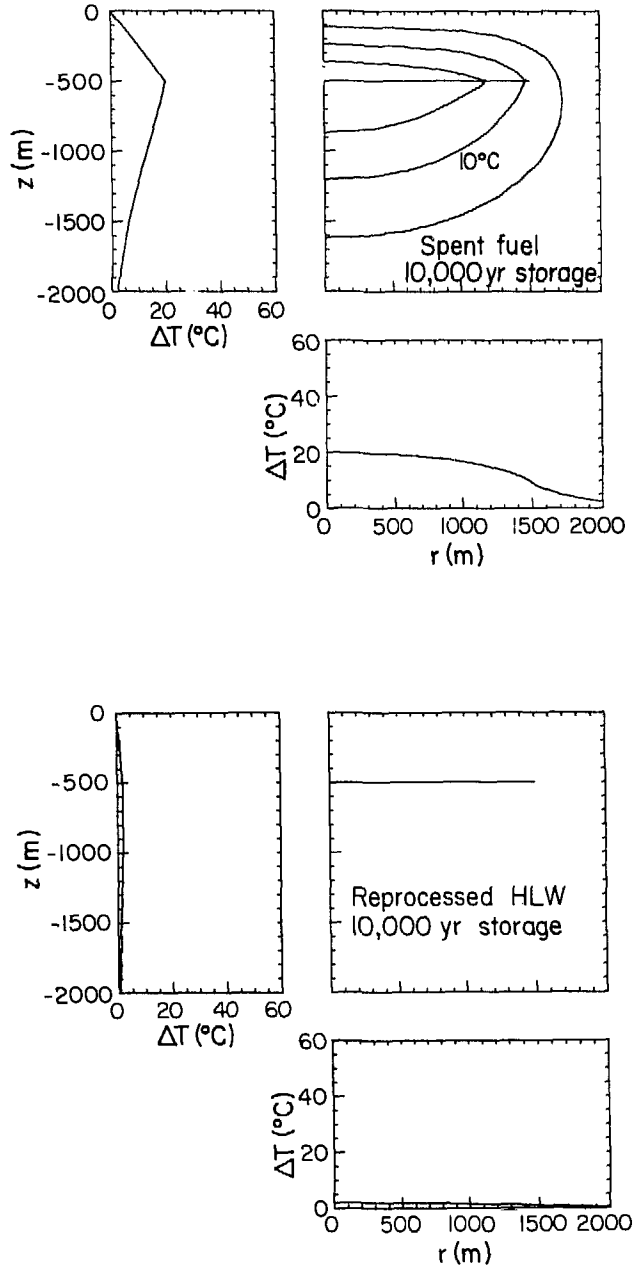 0
-500
-1000
-1500
-2000
z (m)
0 20 40 60
ΔT (°C)
10°C
Spent fuel
10,000 yr storage
60
40
20
0
ΔT (°C)
0 500 1000 1500 2000
r (m)
0
-500
-1000
-1500
-2000
z (m)
0 20 40 60
ΔT (°C)
Reprocessed HLW
10,000 yr storage
60
40
20
0
ΔT (°C)
0 500 1000 1500 2000
r (m)